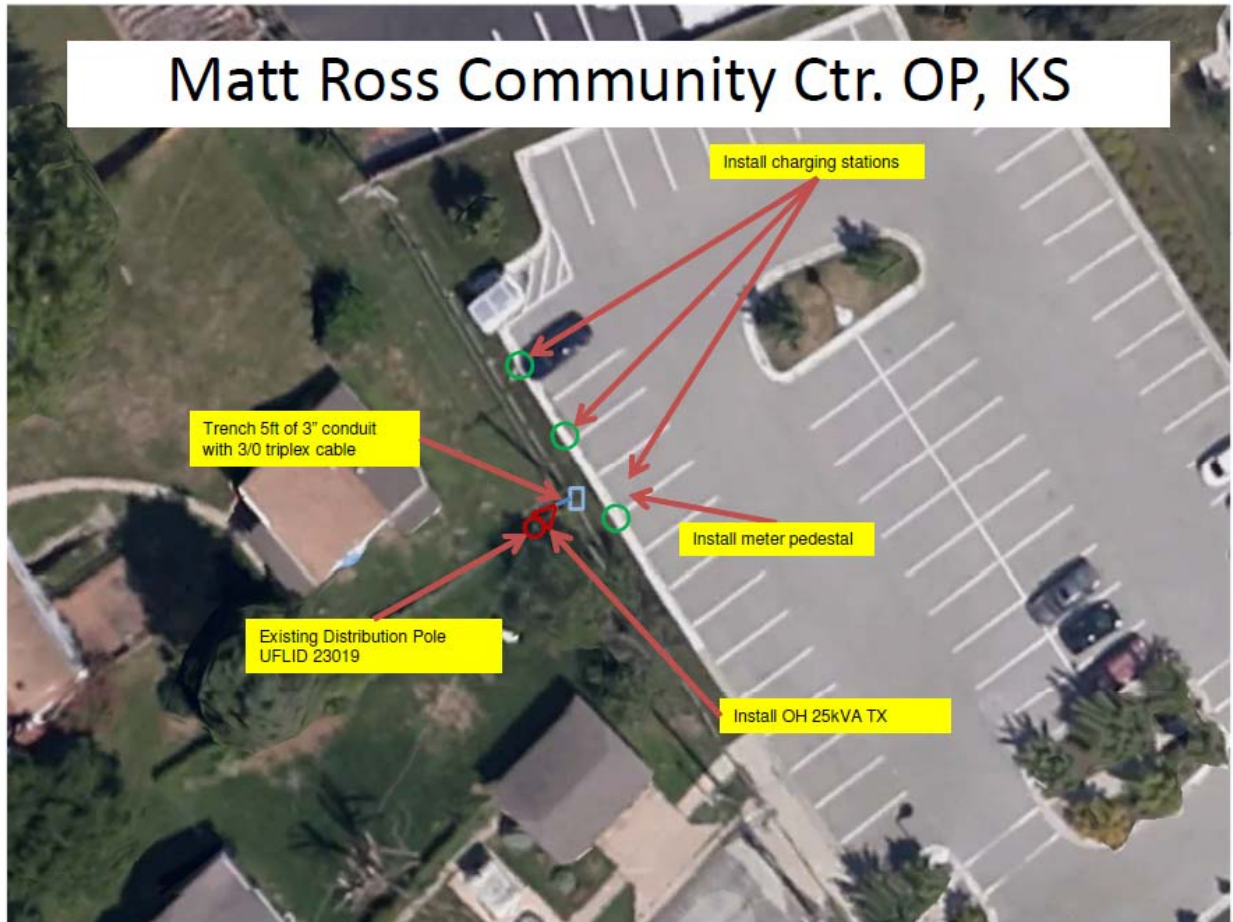 Matt Ross Community Ctr. OP, KS
Install charging stations
Trench 5ft of 3” conduit
with 3/0 triplex cable
Install meter pedestal
Existing Distribution Pole
UFLID 23019
Install OH 25kVA TX